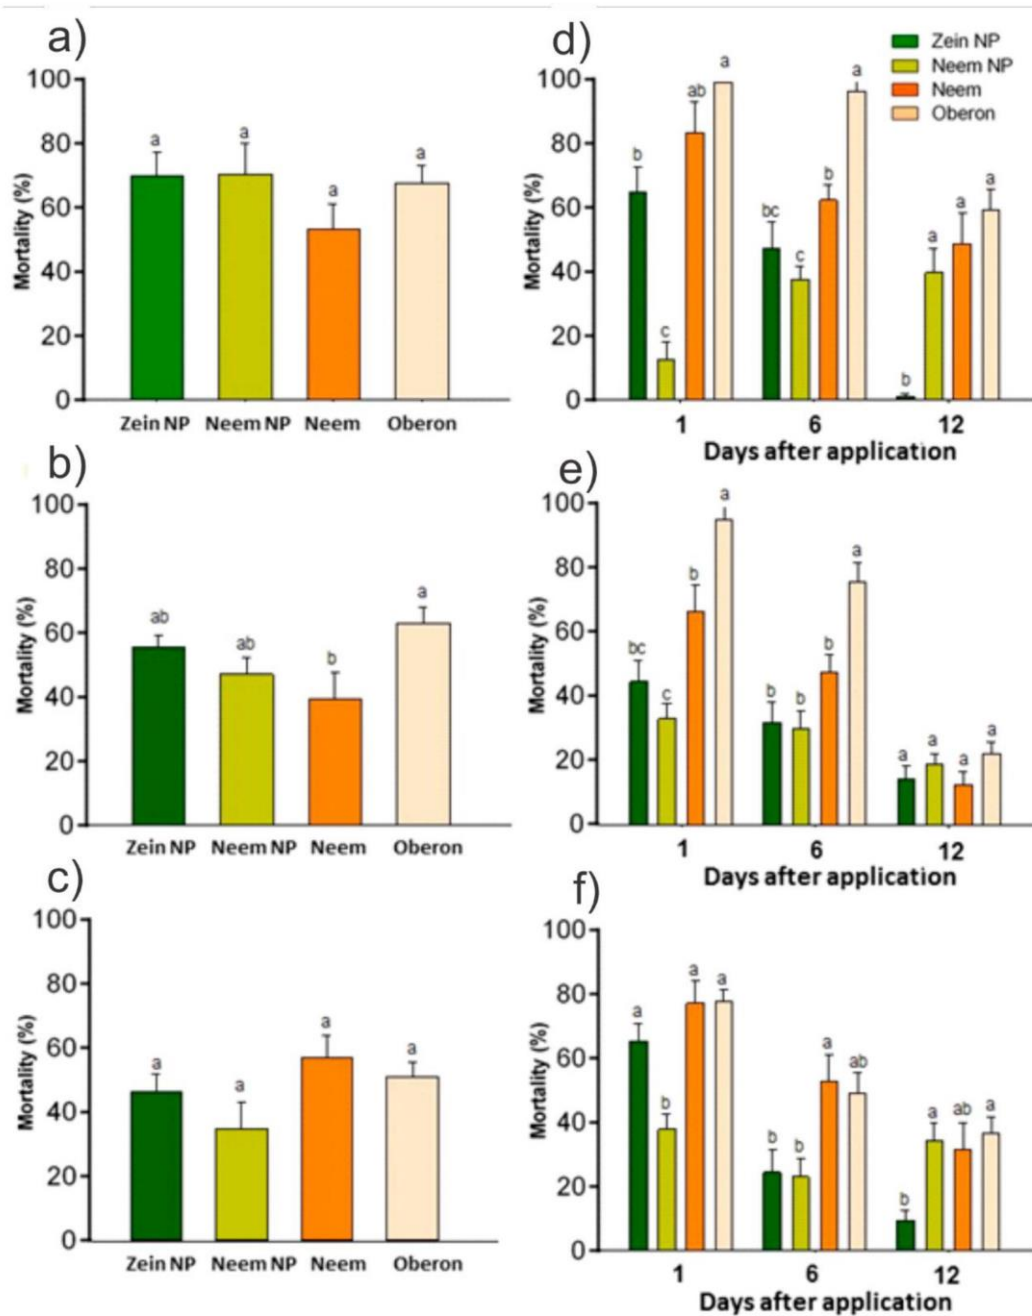 a)
100
80
60
40
20
0
Mortality (%)
a
a
a
a
Zein NP Neem NP Neem Oberon
d)
Zein NP
Neem NP
Neem
Oberon
100
80
60
40
20
0
Mortality (%)
b
c
ab
a
bc
c
b
a
b
a
a
a
1 6 12
Days after application
b)
100
80
60
40
20
0
Mortality (%)
ab
ab
b
a
Zein NP Neem NP Neem Oberon
e)
100
80
60
40
20
0
Mortality (%)
bc
c
b
a
b
b
b
a
a
a
a
a
1 6 12
Days after application
c)
100
80
60
40
20
0
Mortality (%)
a
a
a
a
Zein NP Neem NP Neem Oberon
f)
100
80
60
40
20
0
Mortality (%)
a
b
a
a
b
b
a
ab
b
a
ab
a
1 6 12
Days after application